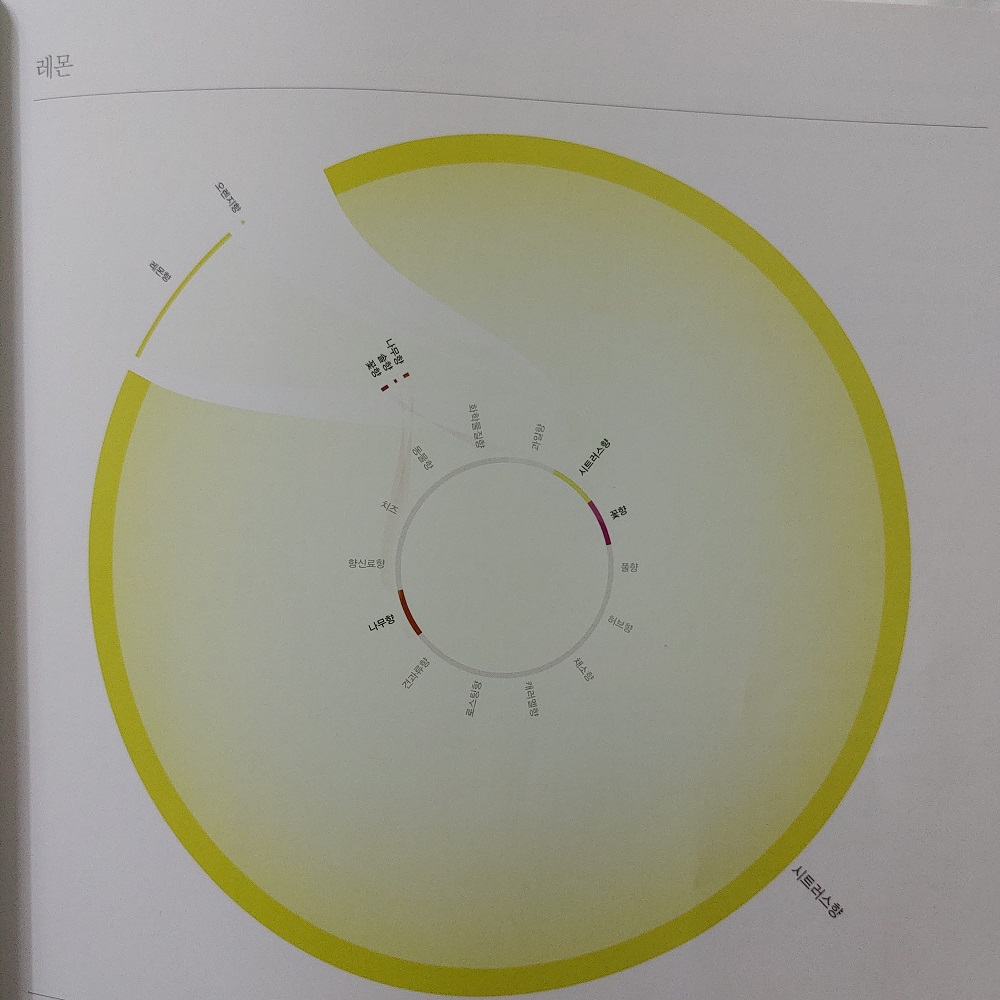 레몬
오렌지향
레몬향
나무향
솔향
꽃향
화학물질향
과일향
시트러스향
꽃향
풀향
허브향
채소향
캐러멜향
로스팅향
견과류향
나무향
향신료향
치즈
동물향
시트러스향